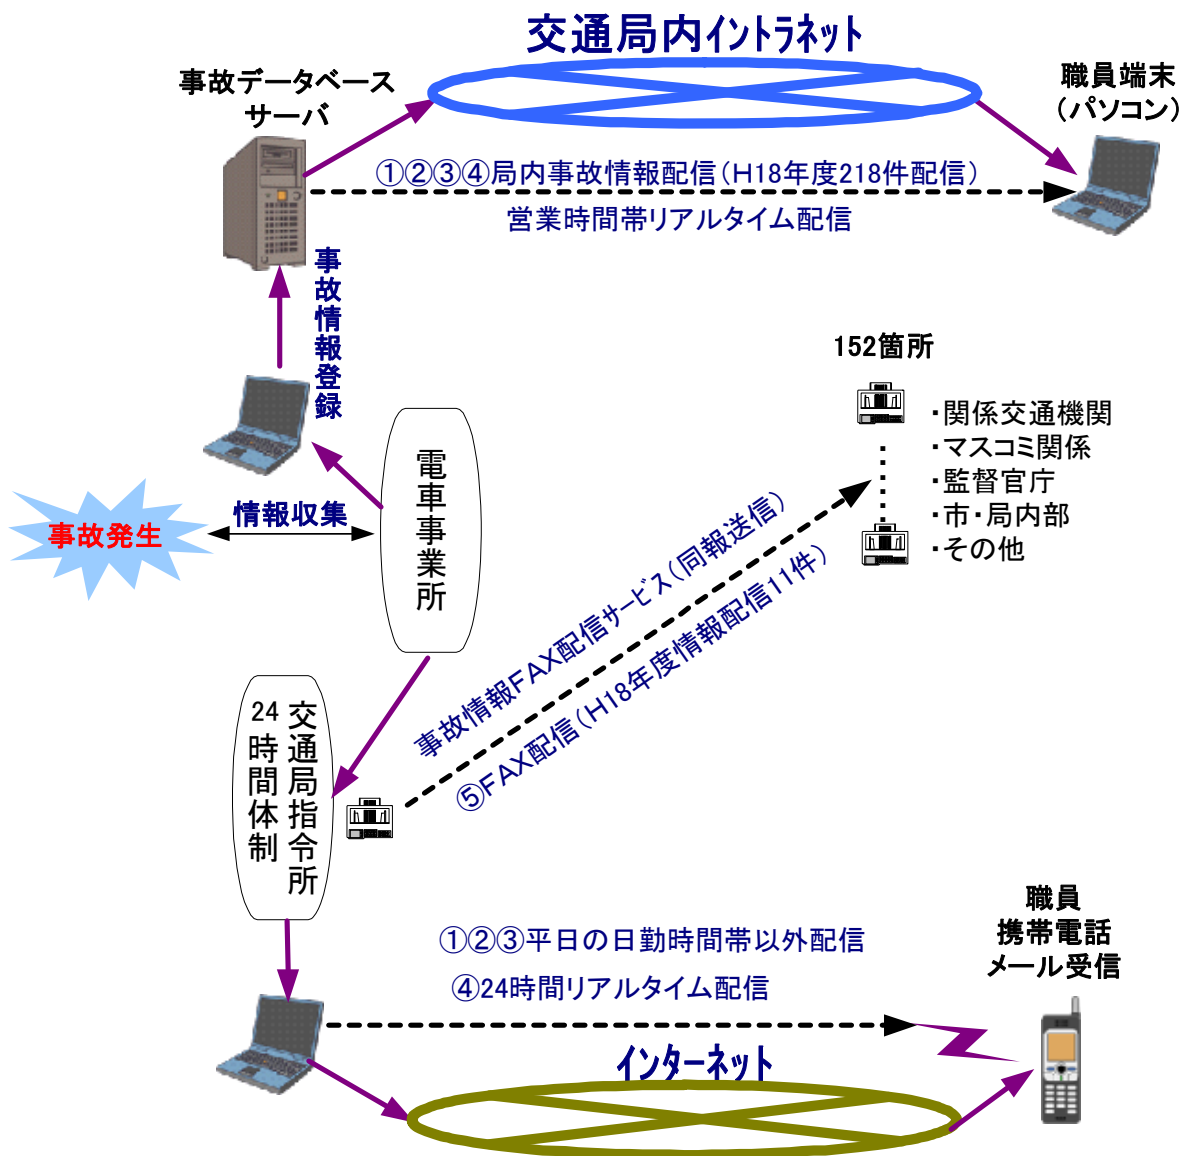 交通局内イントラネット
事故データベース
サーバ
職員端末
(パソコン)
①②③④局内事故情報配信(H18年度218件配信)
営業時間帯リアルタイム配信
事故情報登録
152箇所
・関係交通機関
・マスコミ関係
・監督官庁
・市・局内部
・その他
電車事業所
情報収集
事故発生
事故情報FAX配信サービス(同報送信)
⑤FAX配信(H18年度情報配信11件)
交通局指令所
24時間体制
職員
携帯電話
メール受信
①②③平日の日勤時間帯以外配信
④24時間リアルタイム配信
インターネット